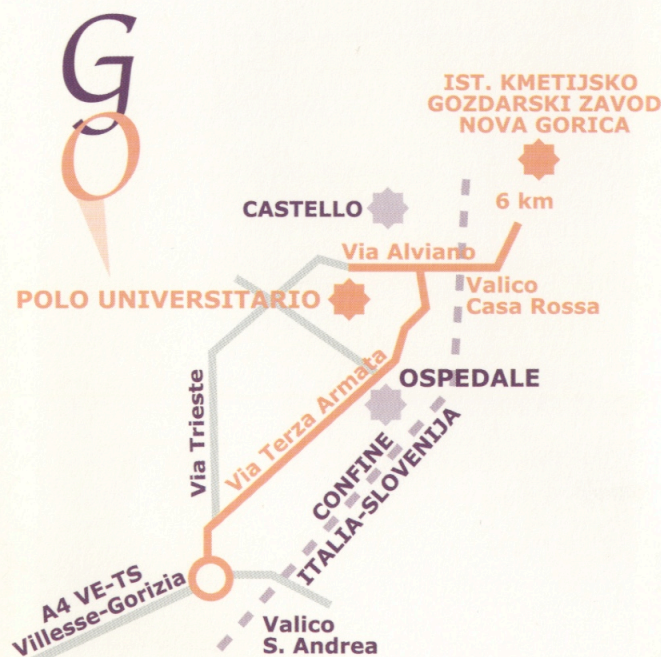 GO
IST. KMETIJSKO
GOZDARSKI ZAVOD
NOVA GORICA
6 km
CASTELLO
Via Alviano
Valico
Casa Rossa
POLO UNIVERSITARIO
OSPEDALE
Via Trieste
Via Terza Armata
CONFINE
ITALIA-SLOVENIJA
A4 VE-TS
Villesse-Gorizia
Valico
S. Andrea